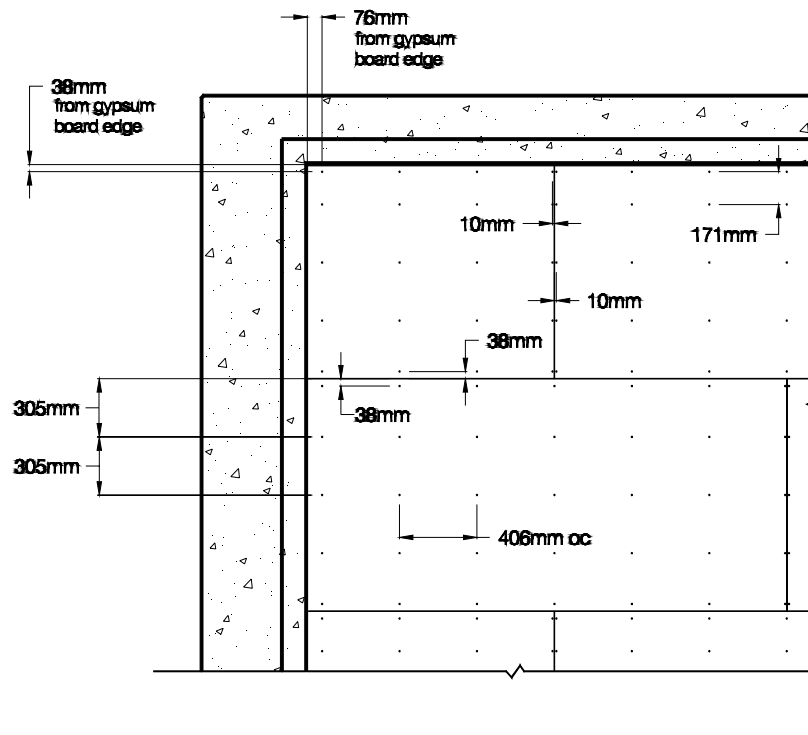 76mm
from gypsum
board edge
38mm
from gypsum
board edge
10mm
171mm
10mm
38mm
305mm
38mm
305mm
406mm oc